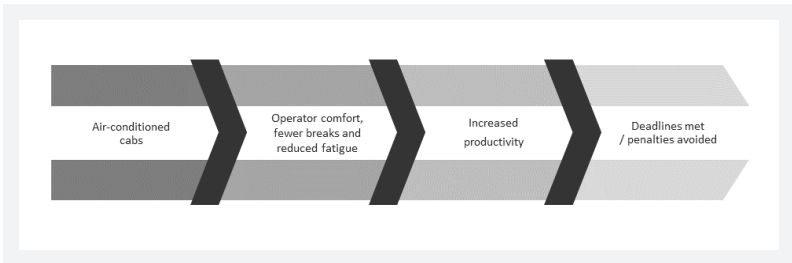 Air-conditioned
cabs
Operator comfort,
fewer breaks and
reduced fatigue
Increased
productivity
Deadlines met
/ penalties avoided